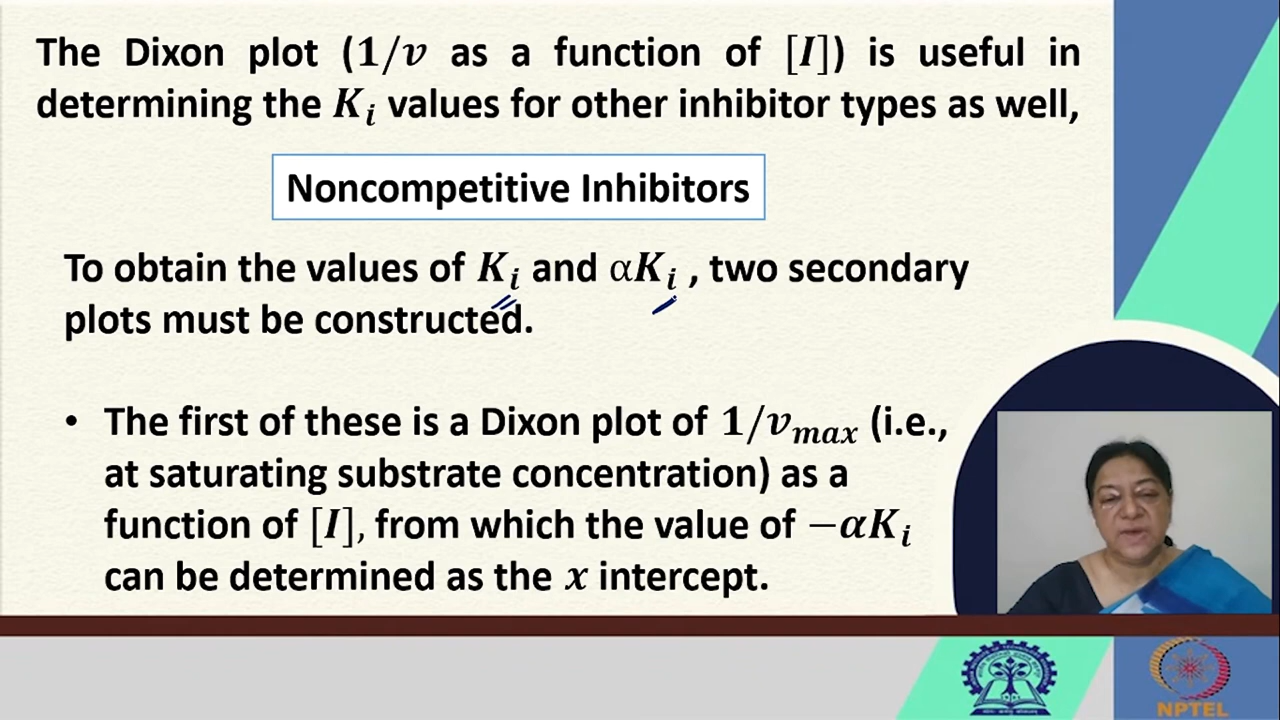 The Dixon plot (1/v as a function of [I]) is useful in
determining the Kᵢ values for other inhibitor types as well,
Noncompetitive Inhibitors
To obtain the values of Kᵢ and αKᵢ , two secondary
plots must be constructed.
• The first of these is a Dixon plot of 1/vₘₐₓ (i.e.,
at saturating substrate concentration) as a
function of [I], from which the value of −αKᵢ
can be determined as the x intercept.
NPTEL